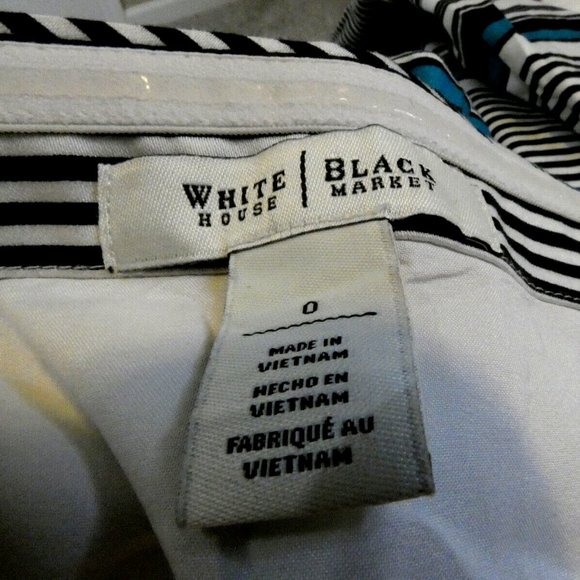 WHITE HOUSE | BLACK MARKET
0
MADE IN
VIETNAM
HECHO EN
VIETNAM
FABRIQUÉ AU
VIETNAM